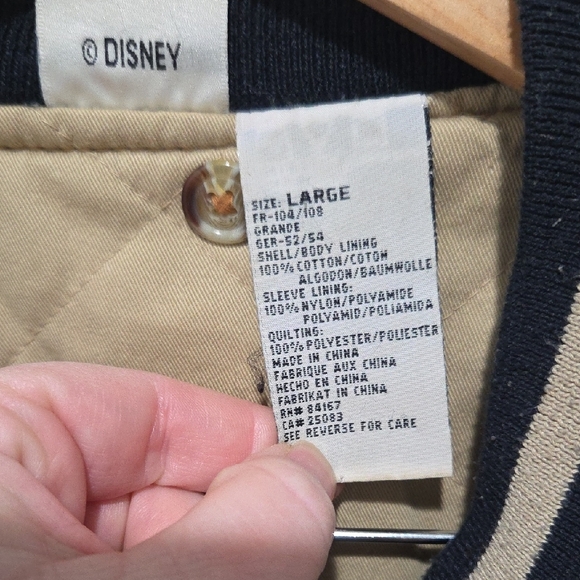 © DISNEY
SIZE: LARGE
FR-104/108
GRANDE
GER-52/54
SHELL/BODY LINING
100% COTTON/COTON
ALGODON/BAUMWOLLE
SLEEVE LINING:
100% NYLON/POLYAMIDE
POLYAMID/POLIAMIDA
QUILTING:
100% POLYESTER/POLIESTER
MADE IN CHINA
FABRIQUE AUX CHINA
HECHO EN CHINA
FABRIKAT IN CHINA
RN# 84167
CA# 25083
SEE REVERSE FOR CARE